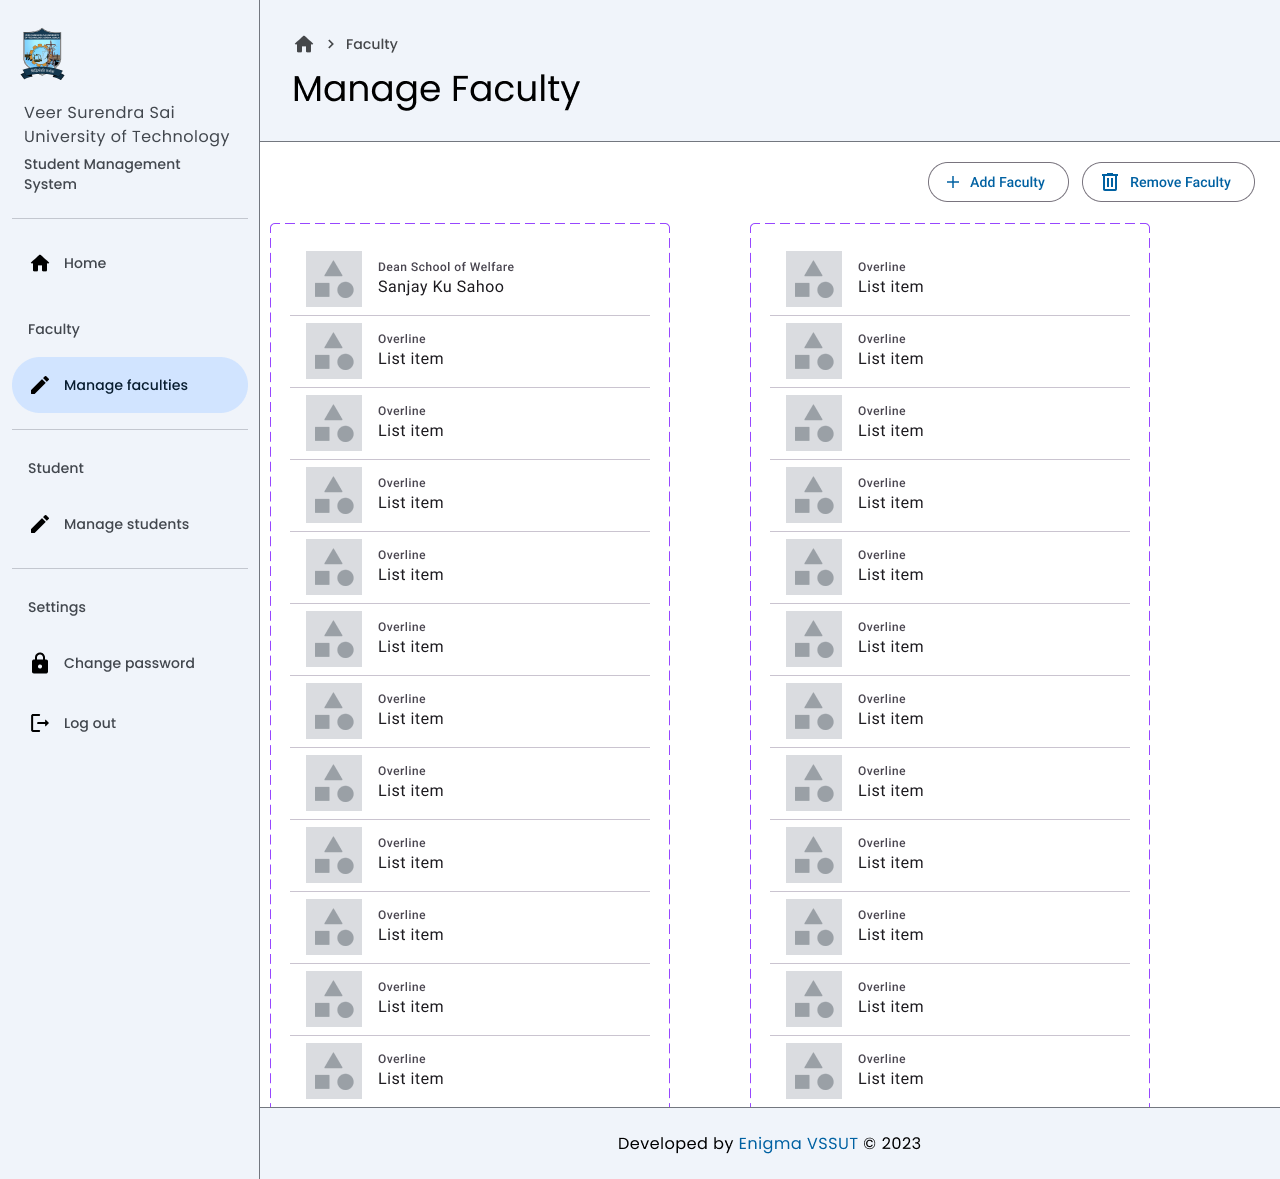 Veer Surendra Sai
University of Technology
Student Management
System
Home
Faculty
Manage faculties
Student
Manage students
Settings
Change password
Log out
Faculty
Manage Faculty
Add Faculty
Remove Faculty
Dean School of Welfare
Sanjay Ku Sahoo
Overline
List item
Overline
List item
Overline
List item
Overline
List item
Overline
List item
Overline
List item
Overline
List item
Overline
List item
Overline
List item
Overline
List item
Overline
List item
Overline
List item
Overline
List item
Overline
List item
Overline
List item
Overline
List item
Overline
List item
Overline
List item
Overline
List item
Overline
List item
Overline
List item
Overline
List item
Overline
List item
Developed by Enigma VSSUT © 2023